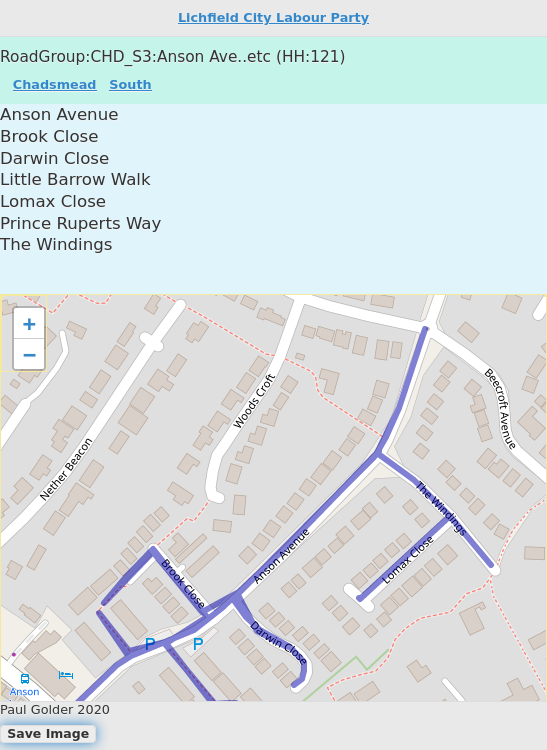 Lichfield City Labour Party
RoadGroup:CHD_S3:Anson Ave..etc (HH:121)
Chadsmead South
Anson Avenue
Brook Close
Darwin Close
Little Barrow Walk
Lomax Close
Prince Ruperts Way
The Windings
+
−
Woods Croft
Beecroft Avenue
Nether Beacon
The Windings
Anson Avenue
Lomax Close
Brook Close
Darwin Close
P
P
Anson
Paul Golder 2020
Save Image